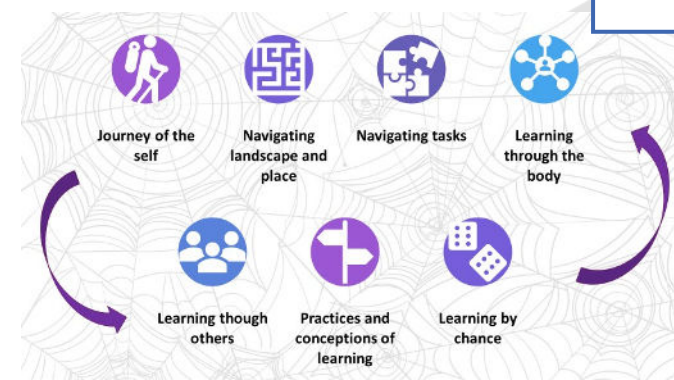 Journey of the
self
Navigating
landscape and
place
Navigating tasks
Learning
through the
body
Learning though
others
Practices and
conceptions of
learning
Learning by
chance